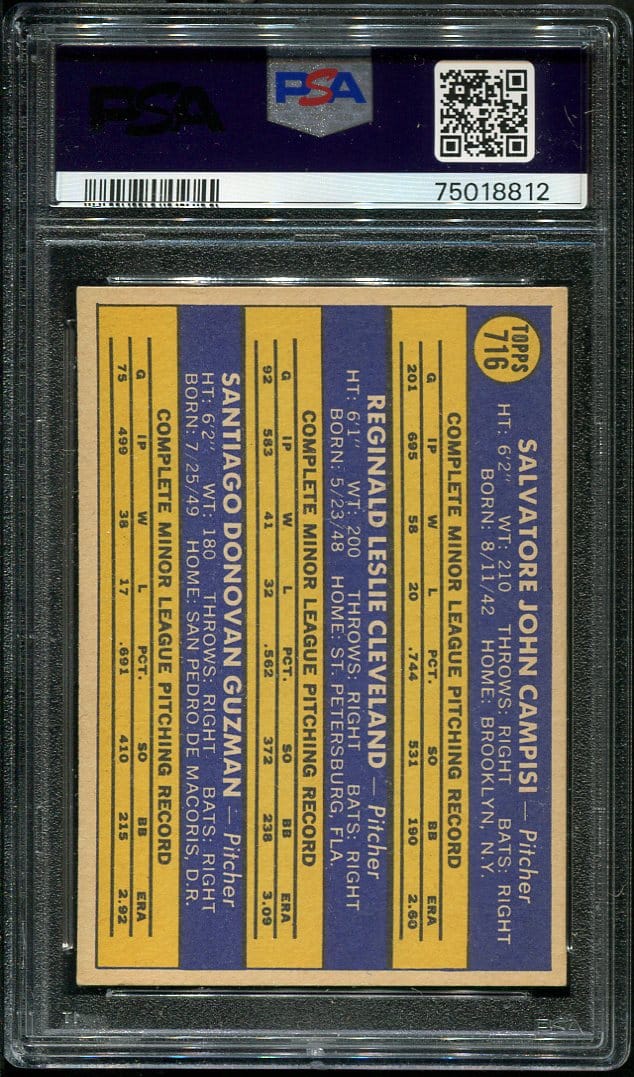 PSA
PSA
75018812
TOPPS
716
SALVATORE JOHN CAMPISI — Pitcher
HT: 6'2" WT: 210 THROWS: RIGHT BATS: RIGHT
BORN: 8/11/42 HOME: BROOKLYN, N.Y.
COMPLETE MINOR LEAGUE PITCHING RECORD
G IP W L PCT. SO BB ERA
201 695 58 20 .744 531 190 2.60
REGINALD LESLIE CLEVELAND — Pitcher
HT: 6'1" WT: 200 THROWS: RIGHT BATS: RIGHT
BORN: 5/23/48 HOME: ST. PETERSBURG, FLA.
COMPLETE MINOR LEAGUE PITCHING RECORD
G IP W L PCT. SO BB ERA
92 583 41 32 .562 372 238 3.09
SANTIAGO DONOVAN GUZMAN — Pitcher
HT: 6'2" WT: 180 THROWS: RIGHT BATS: RIGHT
BORN: 7/25/49 HOME: SAN PEDRO DE MACORIS, D.R.
COMPLETE MINOR LEAGUE PITCHING RECORD
G IP W L PCT. SO BB ERA
75 499 38 17 .691 410 215 2.92
PSA